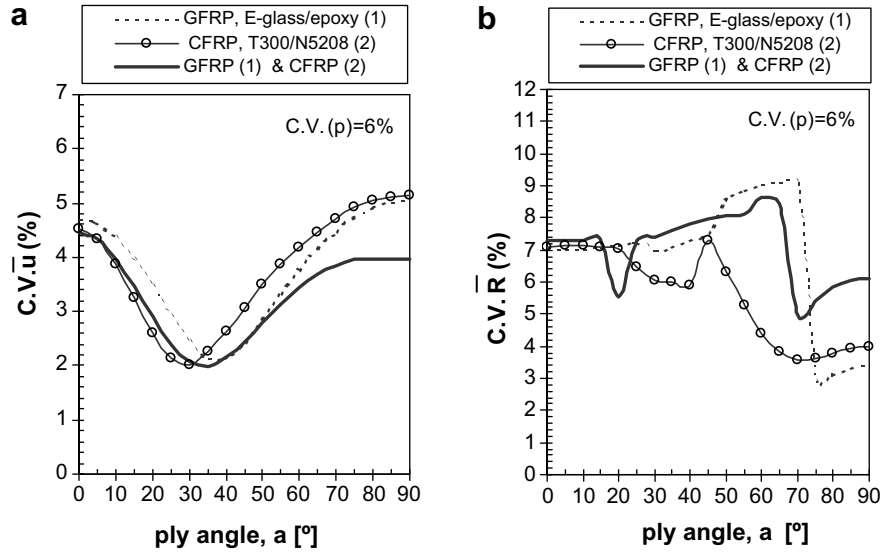 a
GFRP, E-glass/epoxy (1)
CFRP, T300/N5208 (2)
GFRP (1) & CFRP (2)
7
6
5
4
3
2
1
0
C.V. (p)=6%
C.V.u̅ (%)
0 10 20 30 40 50 60 70 80 90
ply angle, a [º]
b
GFRP, E-glass/epoxy (1)
CFRP, T300/N5208 (2)
GFRP (1) & CFRP (2)
12
11
10
9
8
7
6
5
4
3
2
1
0
C.V. (p)=6%
C.V. R̅ (%)
0 10 20 30 40 50 60 70 80 90
ply angle, a [º]